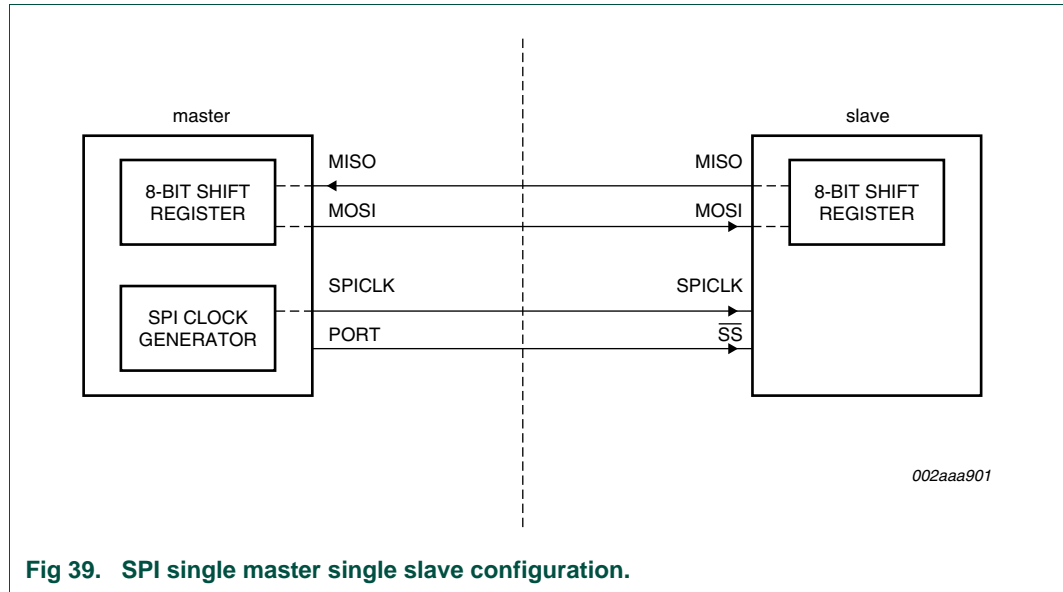 master
slave
MISO
MISO
8-BIT SHIFT
REGISTER
8-BIT SHIFT
REGISTER
MOSI
MOSI
SPICLK
SPICLK
SPI CLOCK
GENERATOR
PORT
S̅S̅
002aaa901
Fig 39. SPI single master single slave configuration.